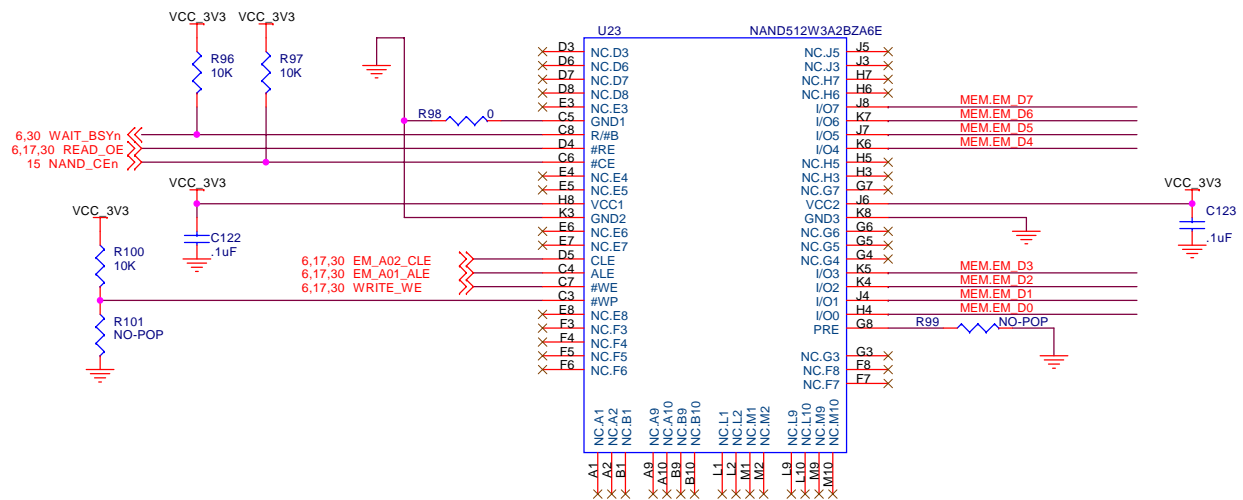 VCC_3V3
VCC_3V3
R96
10K
R97
10K
U23
NAND512W3A2BZA6E
D3 NC.D3
D6 NC.D6
D7 NC.D7
D8 NC.D8
E3 NC.E3
R98 0 C5 GND1
6,30 WAIT_BSYn C8 R/#B
6,17,30 READ_OE D4 #RE
15 NAND_CEn C6 #CE
E4 NC.E4
E5 NC.E5
VCC_3V3
H8 VCC1
K3 GND2
E6 NC.E6
E7 NC.E7
C122
.1uF
VCC_3V3
R100
10K
6,17,30 EM_A02_CLE D5 CLE
6,17,30 EM_A01_ALE C4 ALE
6,17,30 WRITE_WE C7 #WE
C3 #WP
R101
NO-POP
E8 NC.E8
F3 NC.F3
F4 NC.F4
F5 NC.F5
F6 NC.F6
NC.J5 J5
NC.J3 J3
NC.H7 H7
NC.H6 H6
I/O7 J8 MEM.EM_D7
I/O6 K7 MEM.EM_D6
I/O5 J7 MEM.EM_D5
I/O4 K6 MEM.EM_D4
NC.H5 H5
NC.H3 H3
NC.G7 G7
VCC2 J6
VCC_3V3
GND3 K8
C123
.1uF
NC.G6 G6
NC.G5 G5
NC.G4 G4
I/O3 K5 MEM.EM_D3
I/O2 K4 MEM.EM_D2
I/O1 J4 MEM.EM_D1
I/O0 H4 MEM.EM_D0
PRE G8 R99 NO-POP
NC.G3 G3
NC.F8 F8
NC.F7 F7
NC.A1 NC.A2 NC.B1 NC.A9 NC.A10 NC.B9 NC.B10 NC.L1 NC.L2 NC.M1 NC.M2 NC.L9 NC.L10 NC.M9 NC.M10
A1 A2 B1 A9 A10 B9 B10 L1 L2 M1 M2 L9 L10 M9 M10